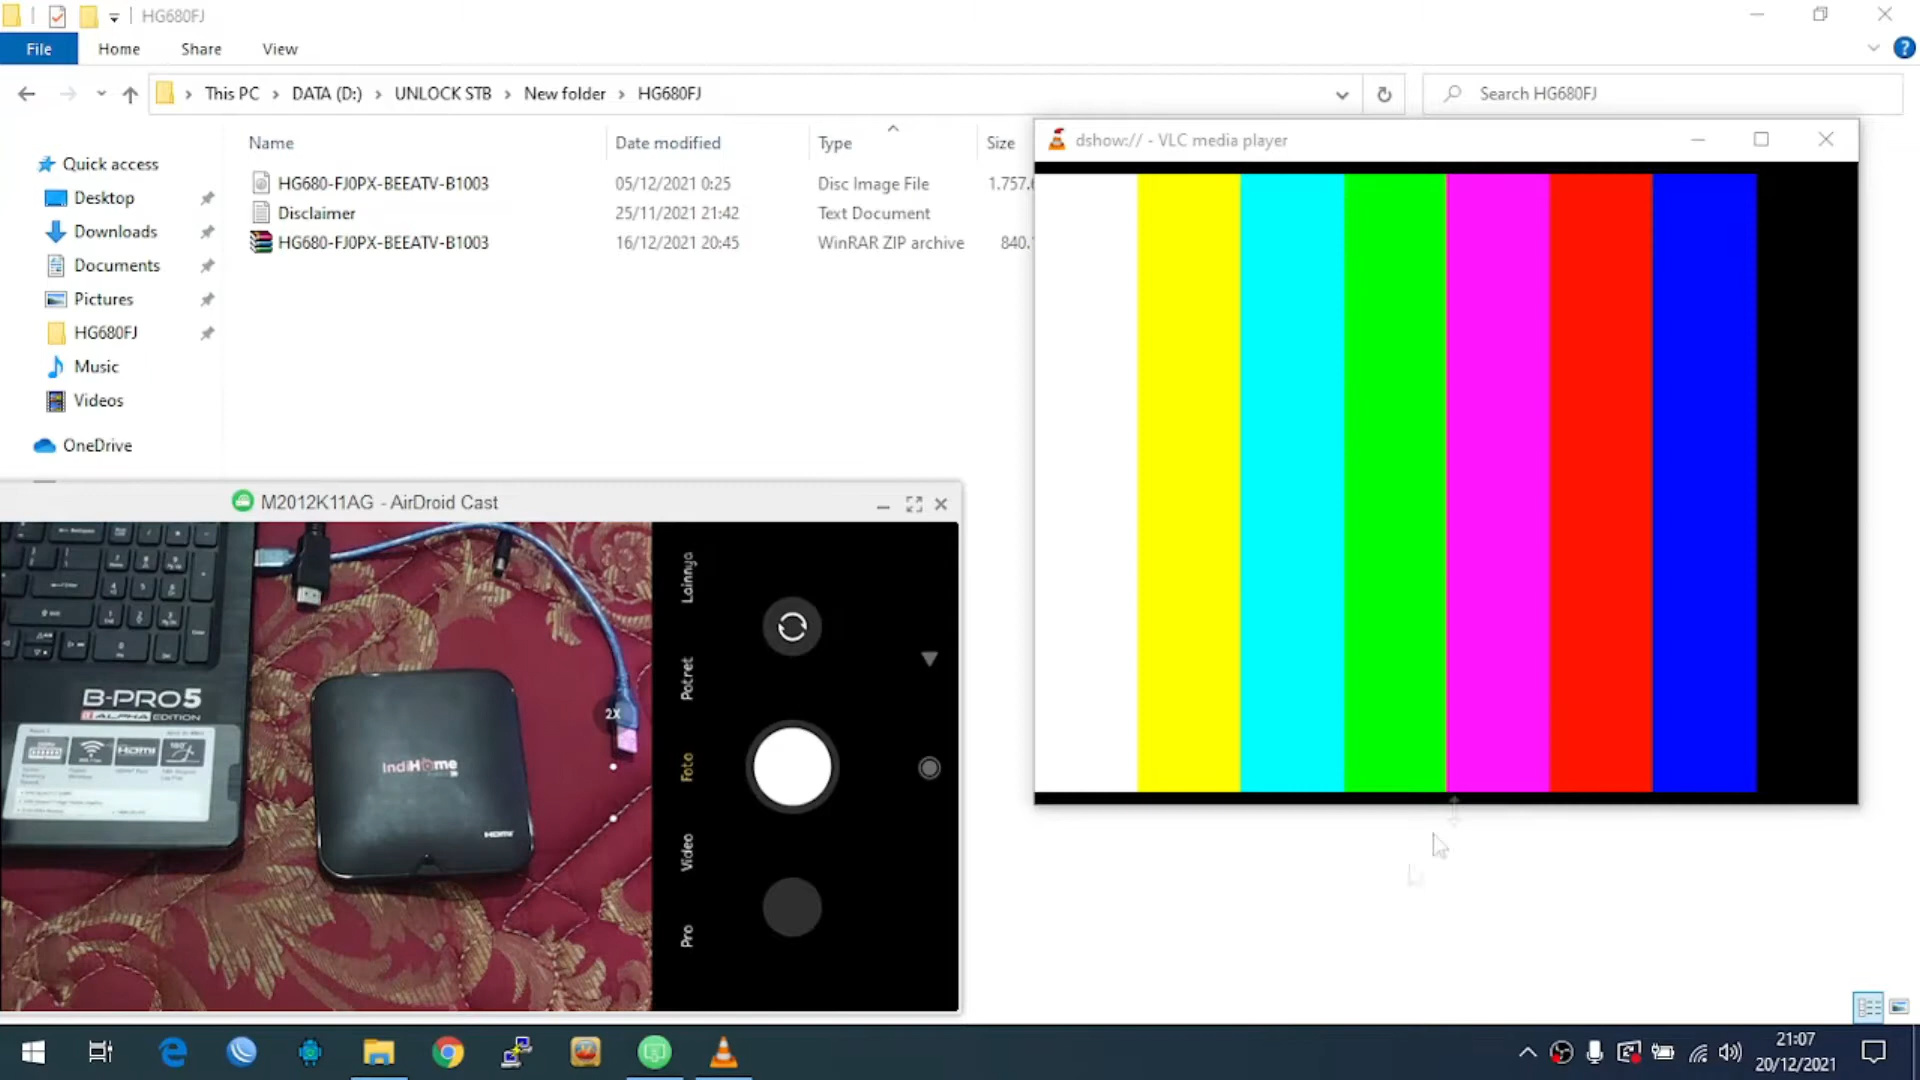 HG680FJ
File Home Share View
This PC > DATA (D:) > UNLOCK STB > New folder > HG680FJ
Search HG680FJ
Name Date modified Type Size
HG680-FJ0PX-BEEATV-B1003 05/12/2021 0:25 Disc Image File
Disclaimer 25/11/2021 21:42 Text Document
HG680-FJ0PX-BEEATV-B1003 16/12/2021 20:45 WinRAR ZIP archive
Quick access
Desktop
Downloads
Documents
Pictures
HG680FJ
Music
Videos
OneDrive
dshow:// - VLC media player
M2012K11AG - AirDroid Cast
B-PRO5
ALPHA EDITION
HDMI
IndiHome
HDMI
2X
Lainnya
Potret
Foto
Video
Pro
21:07
20/12/2021